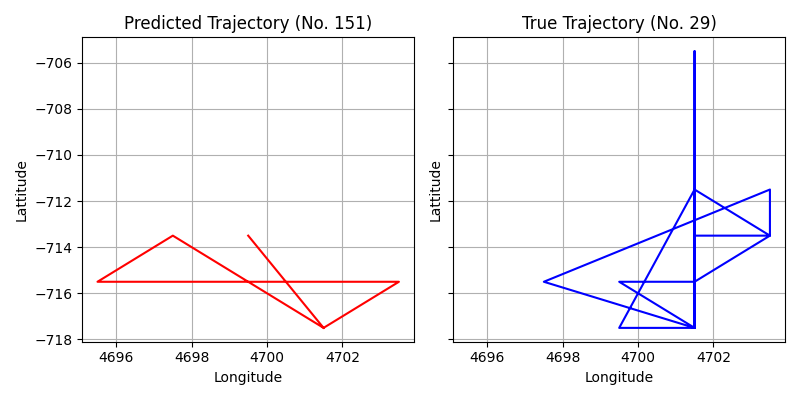 Predicted Trajectory (No. 151)
True Trajectory (No. 29)
Lattitude
−706
−708
−710
−712
−714
−716
−718
4696 4698 4700 4702
Longitude
Lattitude
4696 4698 4700 4702
Longitude